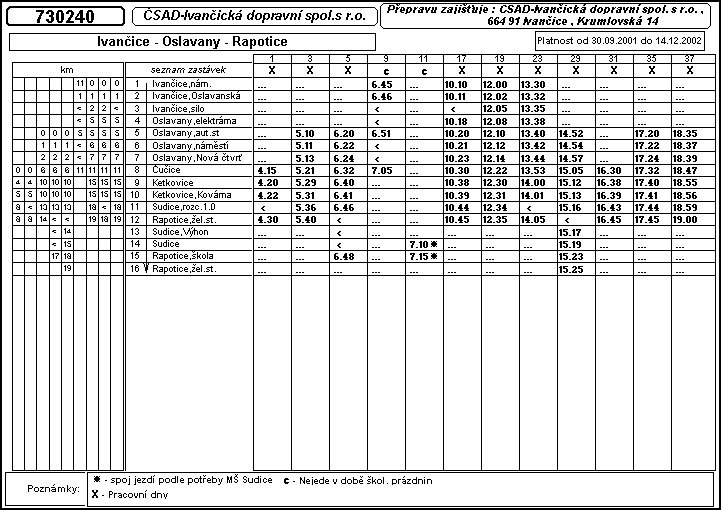 730240
ČSAD-Ivančická dopravní spol.s r.o.
Přepravu zajišťuje : ČSAD-Ivančická dopravní spol. s r.o. ,
664 91 Ivančice , Krumlovská 14
Ivančice - Oslavany - Rapotice
Platnost od 30.09.2001 do 14.12.2002
km seznam zastávek 1 3 5 9 11 17 19 23 29 31 35 37
X X X c c X X X X X X X
11 0 0 0 1 Ivančice,nám. ... ... ... 6.45 ... 10.10 12.00 13.30 ... ... ... ...
1 1 1 1 2 Ivančice,Oslavanská ... ... ... 6.46 ... 10.11 12.02 13.32 ... ... ... ...
< 2 2 < 3 Ivančice,silo ... ... ... < ... < 12.05 13.35 ... ... ... ...
< 5 5 5 4 Oslavany,elektrárna ... ... ... < ... 10.18 12.08 13.38 ... ... ... ...
0 0 0 5 5 5 5 5 Oslavany,aut.st ... 5.10 6.20 6.51 ... 10.20 12.10 13.40 14.52 ... 17.20 18.35
1 1 1 < 6 6 6 6 Oslavany,náměstí ... 5.11 6.22 < ... 10.21 12.12 13.42 14.54 ... 17.22 18.37
2 2 2 < 7 7 7 7 Oslavany,Nová čtvrť ... 5.13 6.24 < ... 10.23 12.14 13.44 14.57 ... 17.24 18.39
0 0 6 6 6 11 11 11 11 8 Čučice 4.15 5.21 6.32 7.05 ... 10.30 12.22 13.53 15.05 16.30 17.32 18.47
4 4 10 10 10 15 15 15 9 Ketkovice 4.20 5.29 6.40 ... ... 10.38 12.30 14.00 15.12 16.38 17.40 18.55
5 5 10 10 10 15 15 15 10 Ketkovice,Kovárna 4.22 5.31 6.41 ... ... 10.39 12.31 14.01 15.13 16.39 17.41 18.56
8 < 13 13 13 18 < 18 11 Sudice,rozc.1.0 < 5.36 6.46 ... ... 10.44 12.34 < 15.16 16.44 17.44 18.59
8 8 14 < < 19 19 19 12 Rapotice,žel.st. 4.30 5.40 < ... ... 10.45 12.35 14.05 < 16.45 17.45 19.00
< 14 13 Sudice,Výhon ... ... < ... ... ... ... ... 15.17 ... ... ...
< 15 14 Sudice ... ... < ... 7.10 * ... ... ... 15.19 ... ... ...
17 18 15 Rapotice,škola ... ... 6.48 ... 7.15 * ... ... ... 15.23 ... ... ...
19 16 Rapotice,žel.st. ... ... ... ... ... ... ... ... 15.25 ... ... ...
Poznámky: * - spoj jezdí podle potřeby MŠ Sudice c - Nejede v době škol. prázdnin
X - Pracovní dny